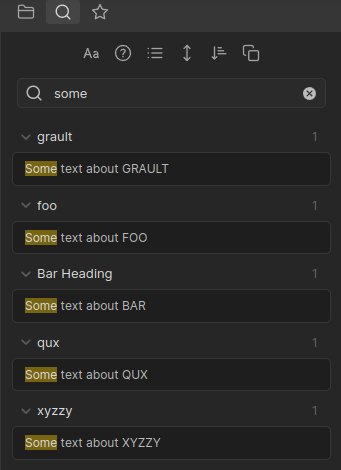 Aa
some
grault 1
Some text about GRAULT
foo 1
Some text about FOO
Bar Heading 1
Some text about BAR
qux 1
Some text about QUX
xyzzy 1
Some text about XYZZY